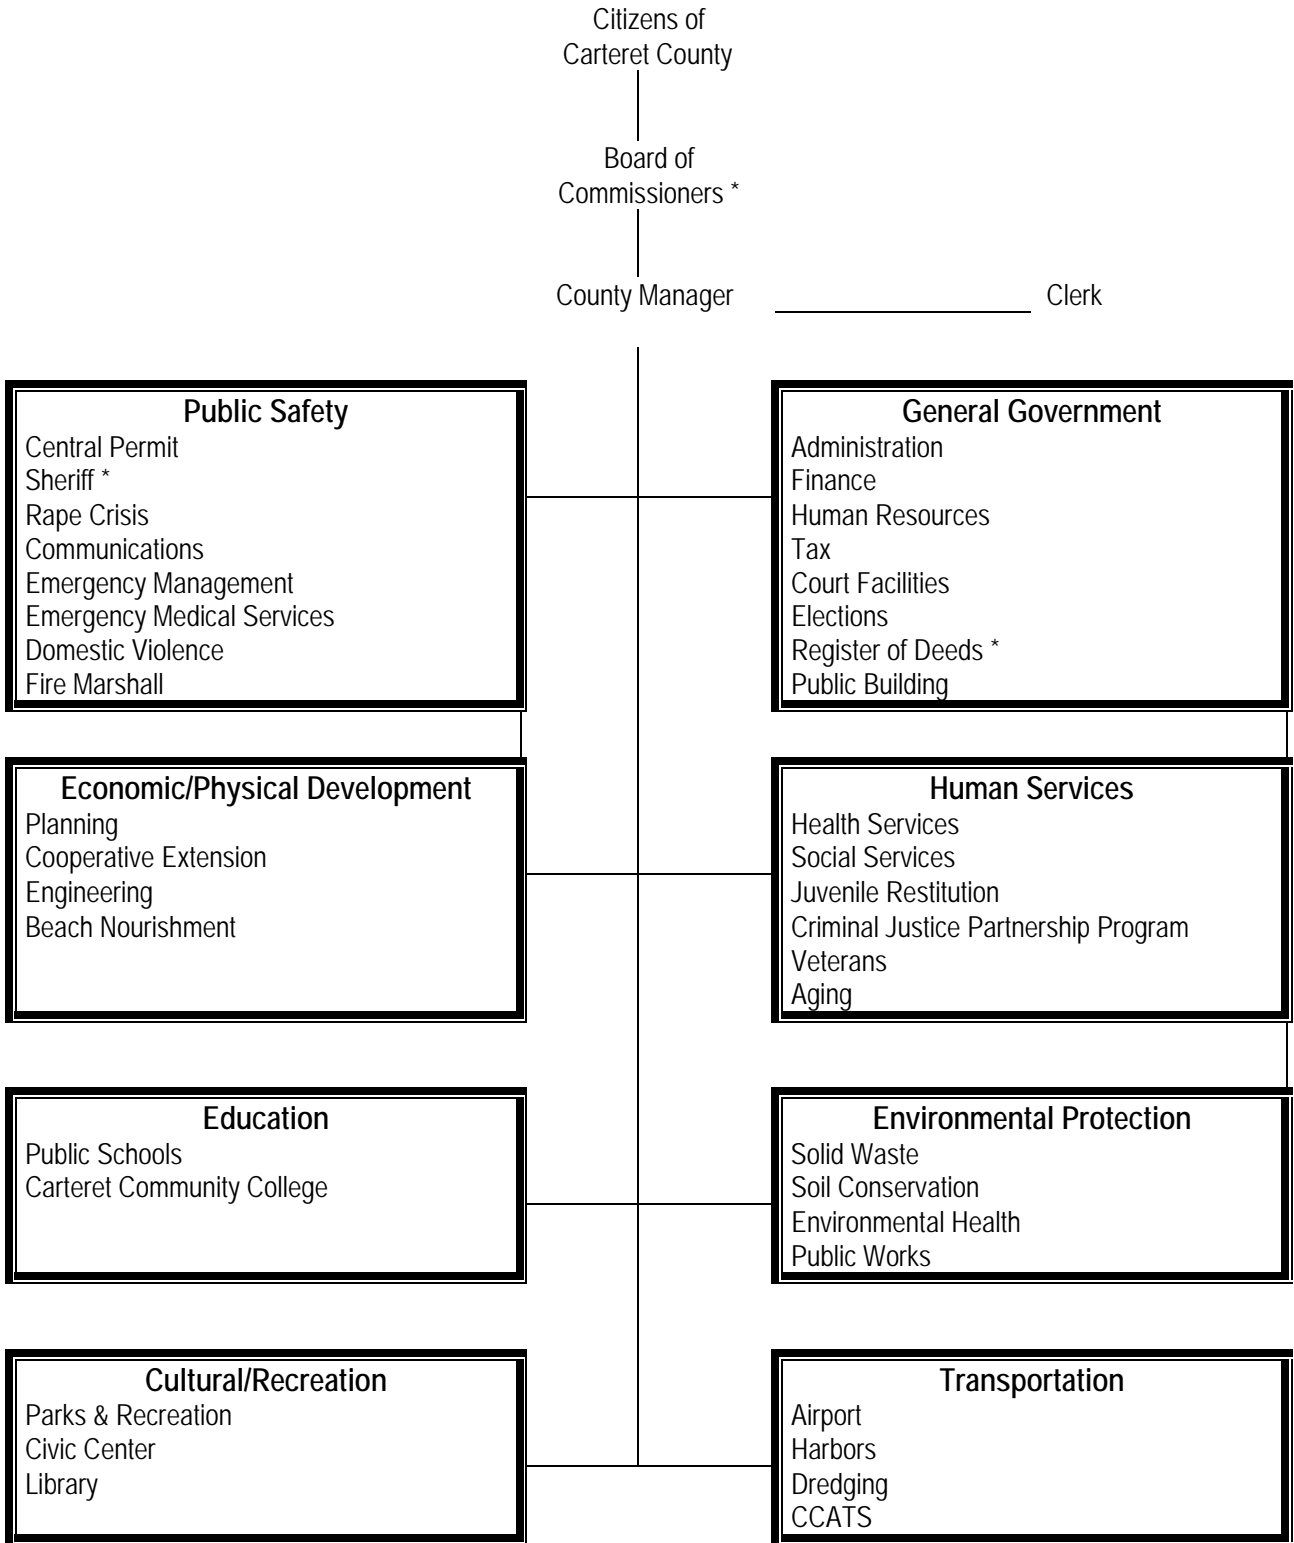 Citizens of
Carteret County
Board of
Commissioners *
County Manager
Clerk
Public Safety
Central Permit
Sheriff *
Rape Crisis
Communications
Emergency Management
Emergency Medical Services
Domestic Violence
Fire Marshall
General Government
Administration
Finance
Human Resources
Tax
Court Facilities
Elections
Register of Deeds *
Public Building
Economic/Physical Development
Planning
Cooperative Extension
Engineering
Beach Nourishment
Human Services
Health Services
Social Services
Juvenile Restitution
Criminal Justice Partnership Program
Veterans
Aging
Education
Public Schools
Carteret Community College
Environmental Protection
Solid Waste
Soil Conservation
Environmental Health
Public Works
Cultural/Recreation
Parks & Recreation
Civic Center
Library
Transportation
Airport
Harbors
Dredging
CCATS